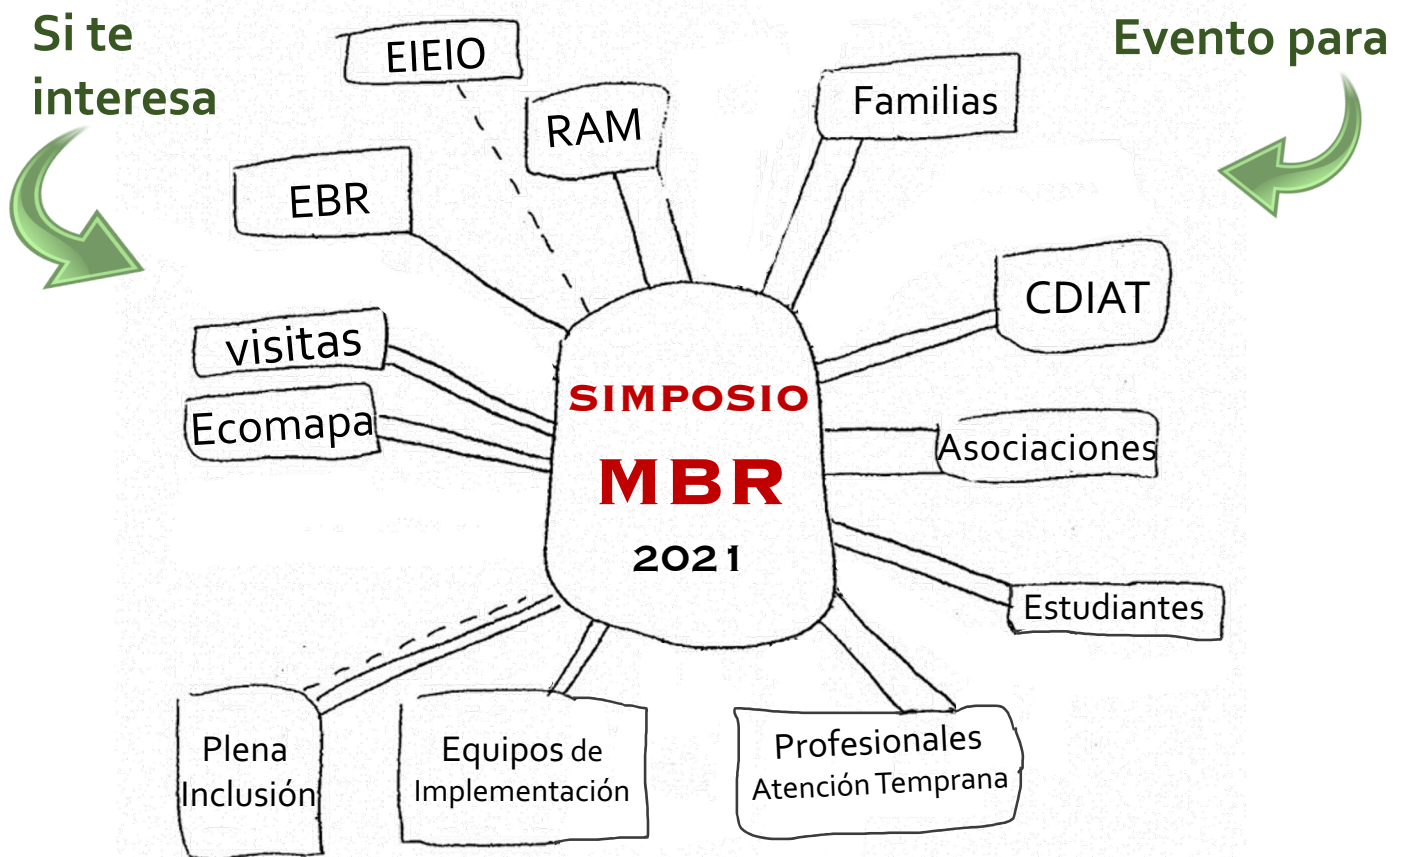 Si te
interesa
Evento para
EIEIO
RAM
Familias
EBR
CDIAT
visitas
Ecomapa
SIMPOSIO
MBR
2021
Asociaciones
Estudiantes
Plena
Inclusión
Equipos de
Implementación
Profesionales
Atención Temprana